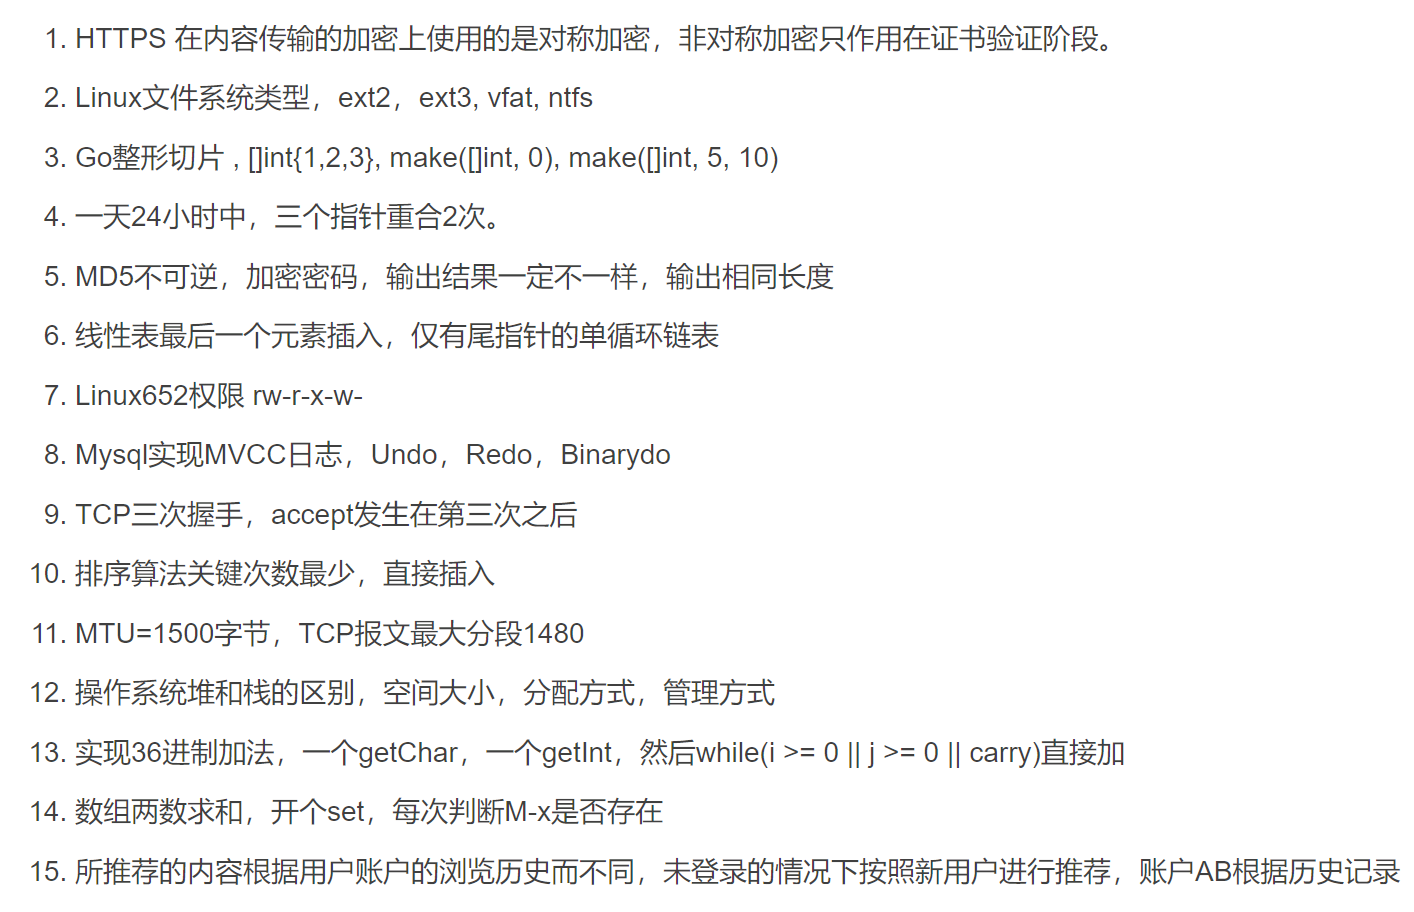 1. HTTPS 在内容传输的加密上使用的是对称加密，非对称加密只作用在证书验证阶段。
2. Linux文件系统类型，ext2，ext3, vfat, ntfs
3. Go整形切片 , []int{1,2,3}, make([]int, 0), make([]int, 5, 10)
4. 一天24小时中，三个指针重合2次。
5. MD5不可逆，加密密码，输出结果一定不一样，输出相同长度
6. 线性表最后一个元素插入，仅有尾指针的单循环链表
7. Linux652权限 rw-r-x-w-
8. Mysql实现MVCC日志，Undo，Redo，Binarydo
9. TCP三次握手，accept发生在第三次之后
10. 排序算法关键次数最少，直接插入
11. MTU=1500字节，TCP报文最大分段1480
12. 操作系统堆和栈的区别，空间大小，分配方式，管理方式
13. 实现36进制加法，一个getChar，一个getInt，然后while(i >= 0 || j >= 0 || carry)直接加
14. 数组两数求和，开个set，每次判断M-x是否存在
15. 所推荐的内容根据用户账户的浏览历史而不同，未登录的情况下按照新用户进行推荐，账户AB根据历史记录